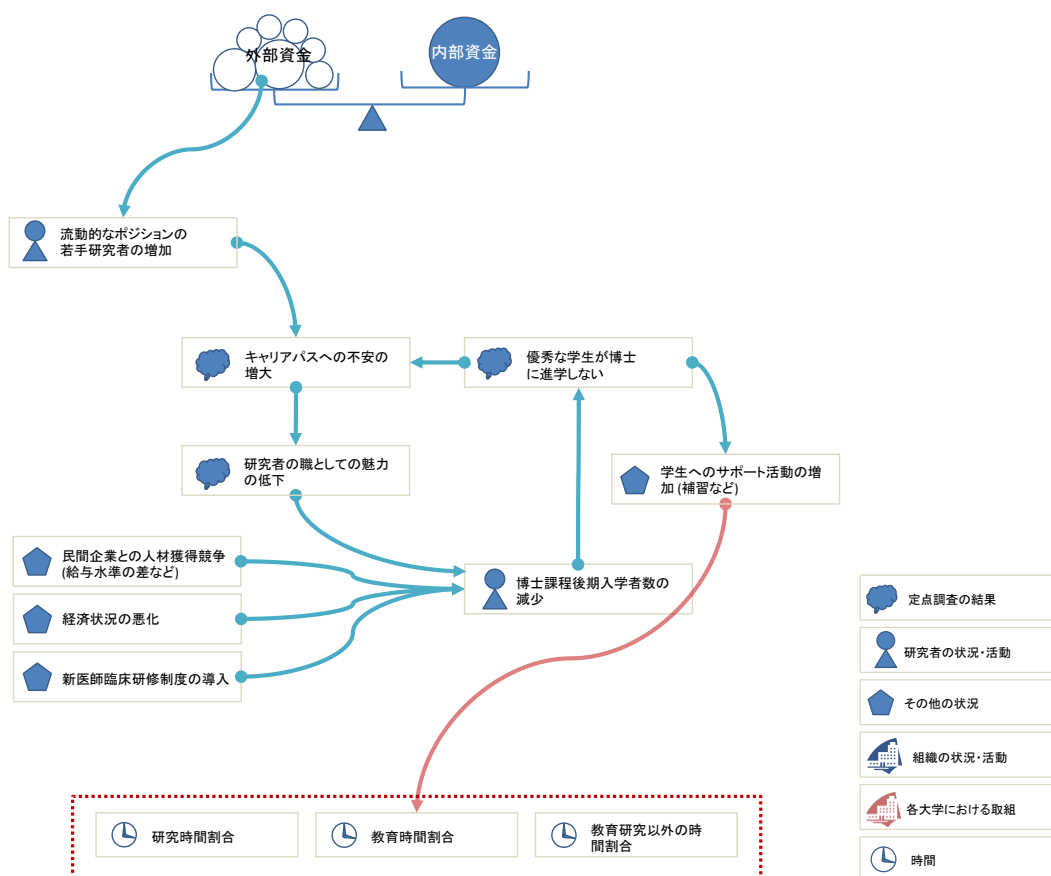 外部資金
内部資金
流動的なポジションの
若手研究者の増加
キャリアパスへの不安の
増大
優秀な学生が博士
に進学しない
研究者の職としての魅力
の低下
学生へのサポート活動の増
加 (補習など)
民間企業との人材獲得競争
(給与水準の差など)
経済状況の悪化
新医師臨床研修制度の導入
博士課程後期入学者数の
減少
定点調査の結果
研究者の状況・活動
その他の状況
組織の状況・活動
各大学における取組
時間
研究時間割合
教育時間割合
教育研究以外の時
間割合